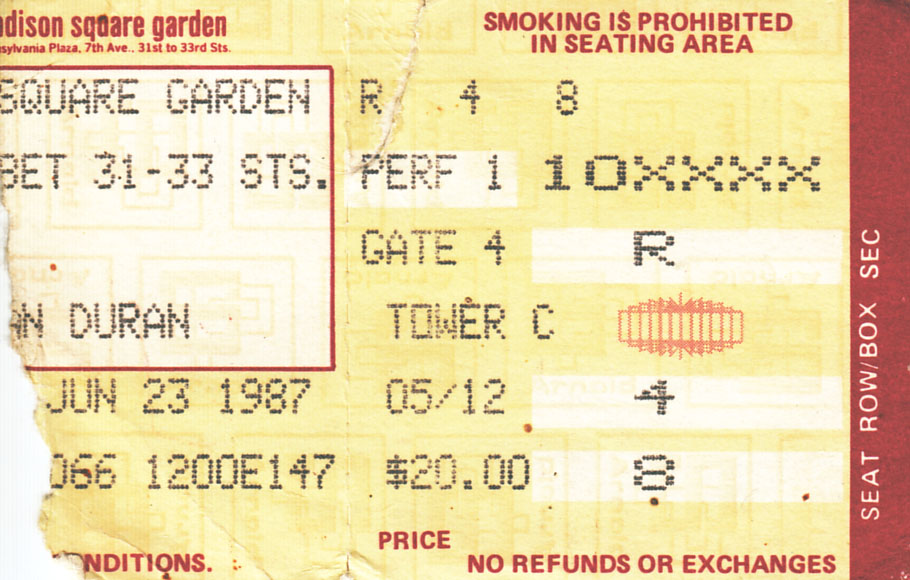 dison square garden
sylvania Plaza, 7th Ave., 31st to 33rd Sts.
SMOKING IS PROHIBITED
IN SEATING AREA
SQUARE GARDEN R 4 8
BET 31-33 STS. PERF 1 10XXXX
GATE 4 R
AN DURAN TOWER C
JUN 23 1987 05/12 4
066 1200E147 $20.00 8
PRICE
NDITIONS. NO REFUNDS OR EXCHANGES
SEAT ROW/BOX SEC